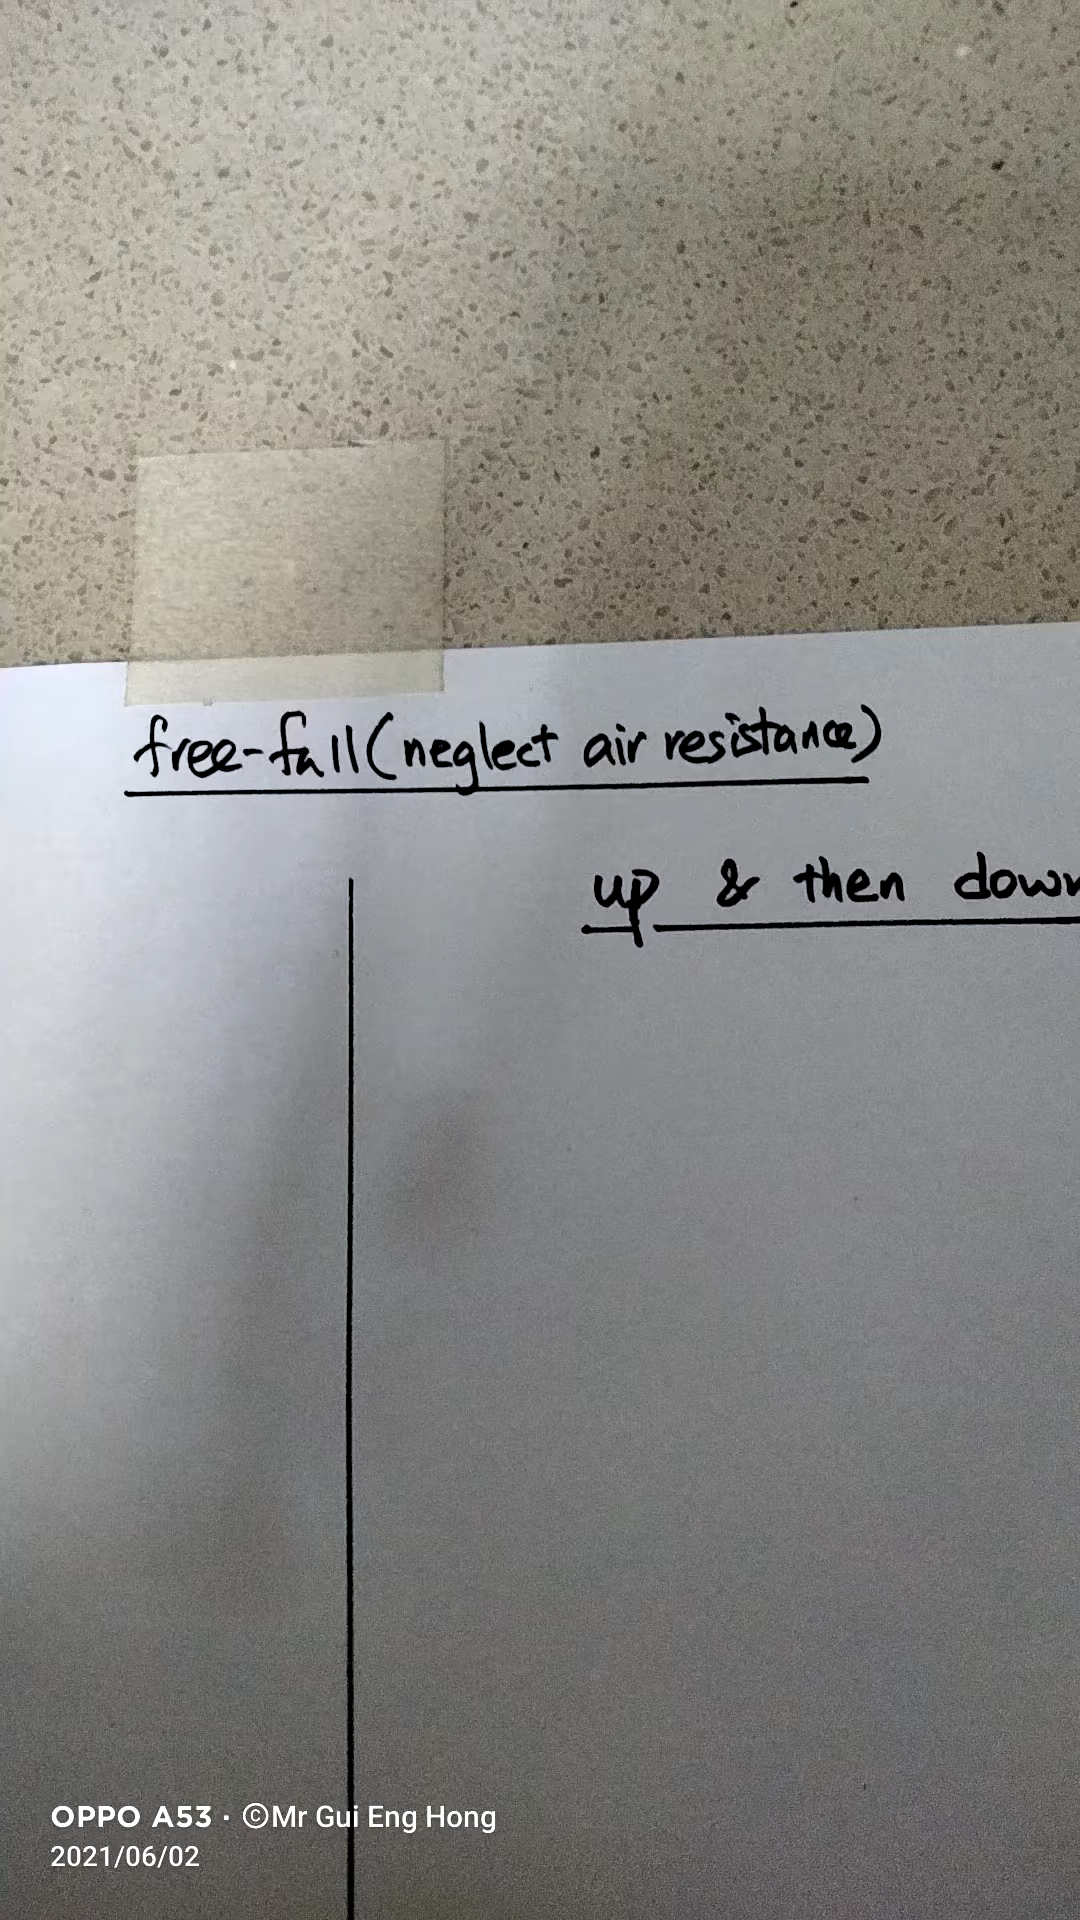 free-fall (neglect air resistance)
up & then down
OPPO A53 · ©Mr Gui Eng Hong
2021/06/02